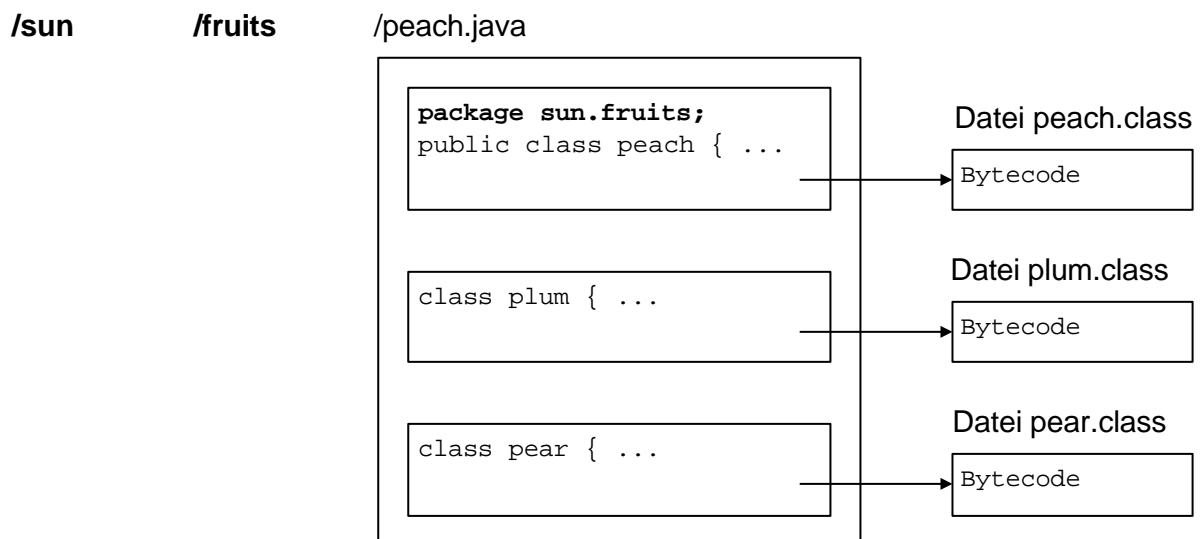 /sun /fruits /peach.java
package sun.fruits;
public class peach { ...
Datei peach.class
Bytecode
class plum { ...
Datei plum.class
Bytecode
class pear { ...
Datei pear.class
Bytecode